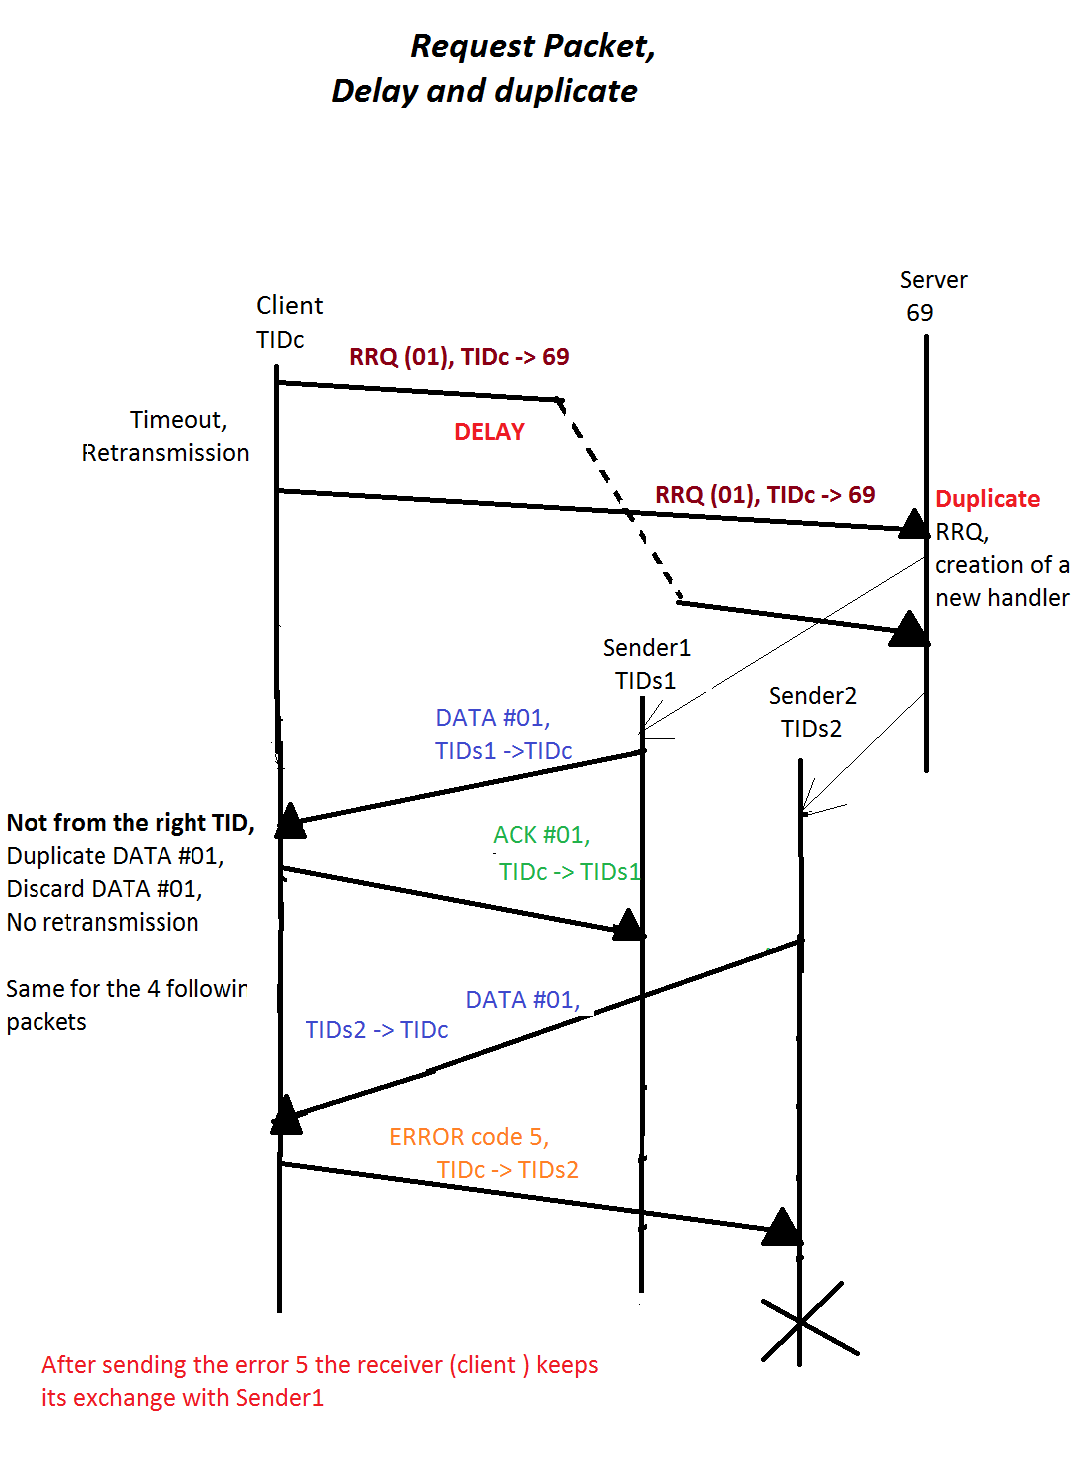 Request Packet,
Delay and duplicate
Server
69
Client
TIDc
RRQ (01), TIDc -> 69
Timeout,
Retransmission
DELAY
RRQ (01), TIDc -> 69
Duplicate
RRQ,
creation of a
new handler
Sender1
TIDs1
Sender2
TIDs2
DATA #01,
TIDs1 ->TIDc
Not from the right TID,
Duplicate DATA #01,
Discard DATA #01,
No retransmission
ACK #01,
TIDc -> TIDs1
Same for the 4 followin
packets
DATA #01,
TIDs2 -> TIDc
ERROR code 5,
TIDc -> TIDs2
After sending the error 5 the receiver (client ) keeps
its exchange with Sender1